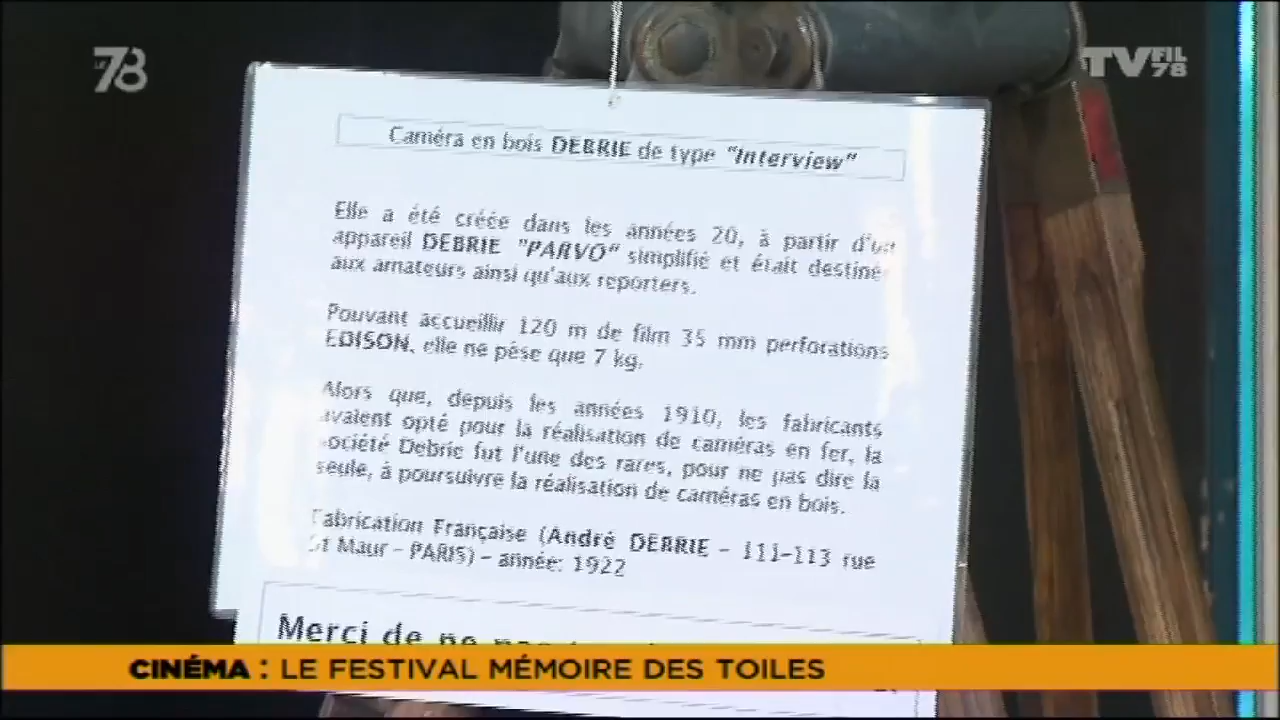 LE 78
TV FIL 78
Caméra en bois DEBRIE de type "Interview"
Elle a été créée dans les années 20, à partir d'un
appareil DEBRIE "PARVO" simplifié et était destiné
aux amateurs ainsi qu'aux reporters.
Pouvant accueillir 120 m de film 35 mm perforations
EDISON, elle ne pèse que 7 kg.
Alors que, depuis les années 1910, les fabricants
avaient opté pour la réalisation de caméras en fer, la
société Debrie fut l'une des rares, pour ne pas dire la
seule, à poursuivre la réalisation de caméras en bois.
Fabrication Française (André DEBRIE – 111-113 rue
St Maur – PARIS) – année: 1922
Merci de ne pas
CINÉMA : LE FESTIVAL MÉMOIRE DES TOILES